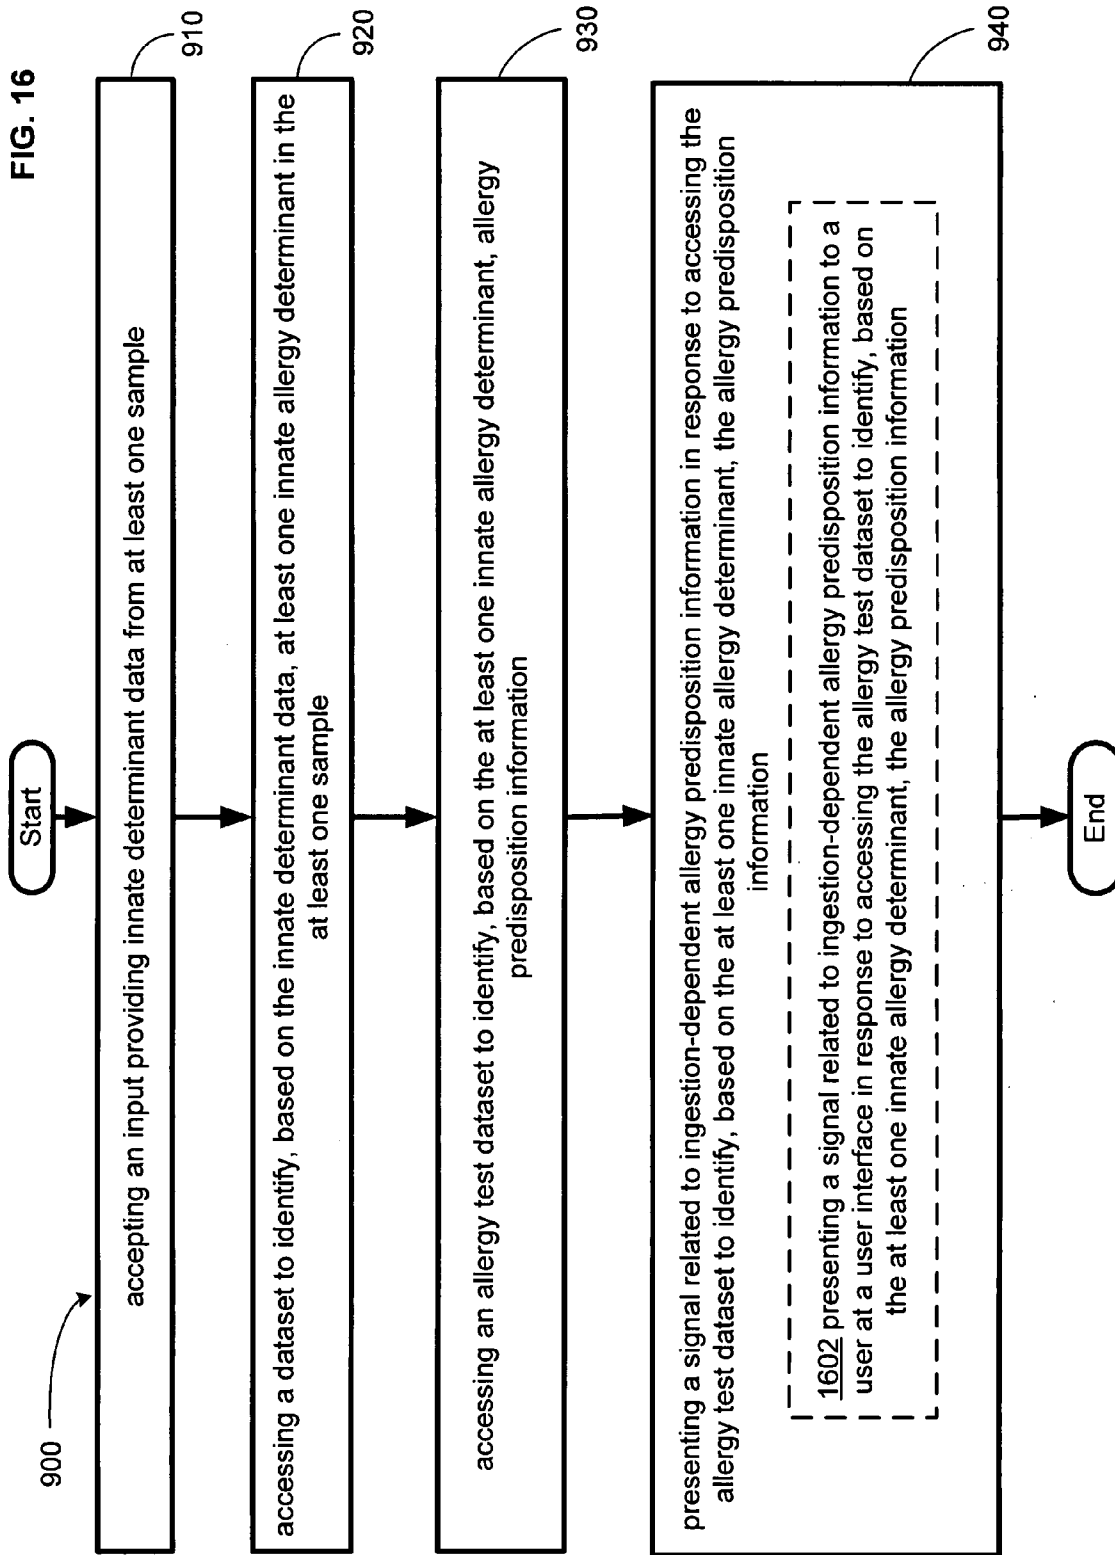 FIG. 16
900
Start
910
accepting an input providing innate determinant data from at least one sample
920
accessing a dataset to identify, based on the innate determinant data, at least one innate allergy determinant in the
at least one sample
930
accessing an allergy test dataset to identify, based on the at least one innate allergy determinant, allergy
predisposition information
940
presenting a signal related to ingestion-dependent allergy predisposition information in response to accessing the
allergy test dataset to identify, based on the at least one innate allergy determinant, the allergy predisposition
information
1602 presenting a signal related to ingestion-dependent allergy predisposition information to a
user at a user interface in response to accessing the allergy test dataset to identify, based on
the at least one innate allergy determinant, the allergy predisposition information
End